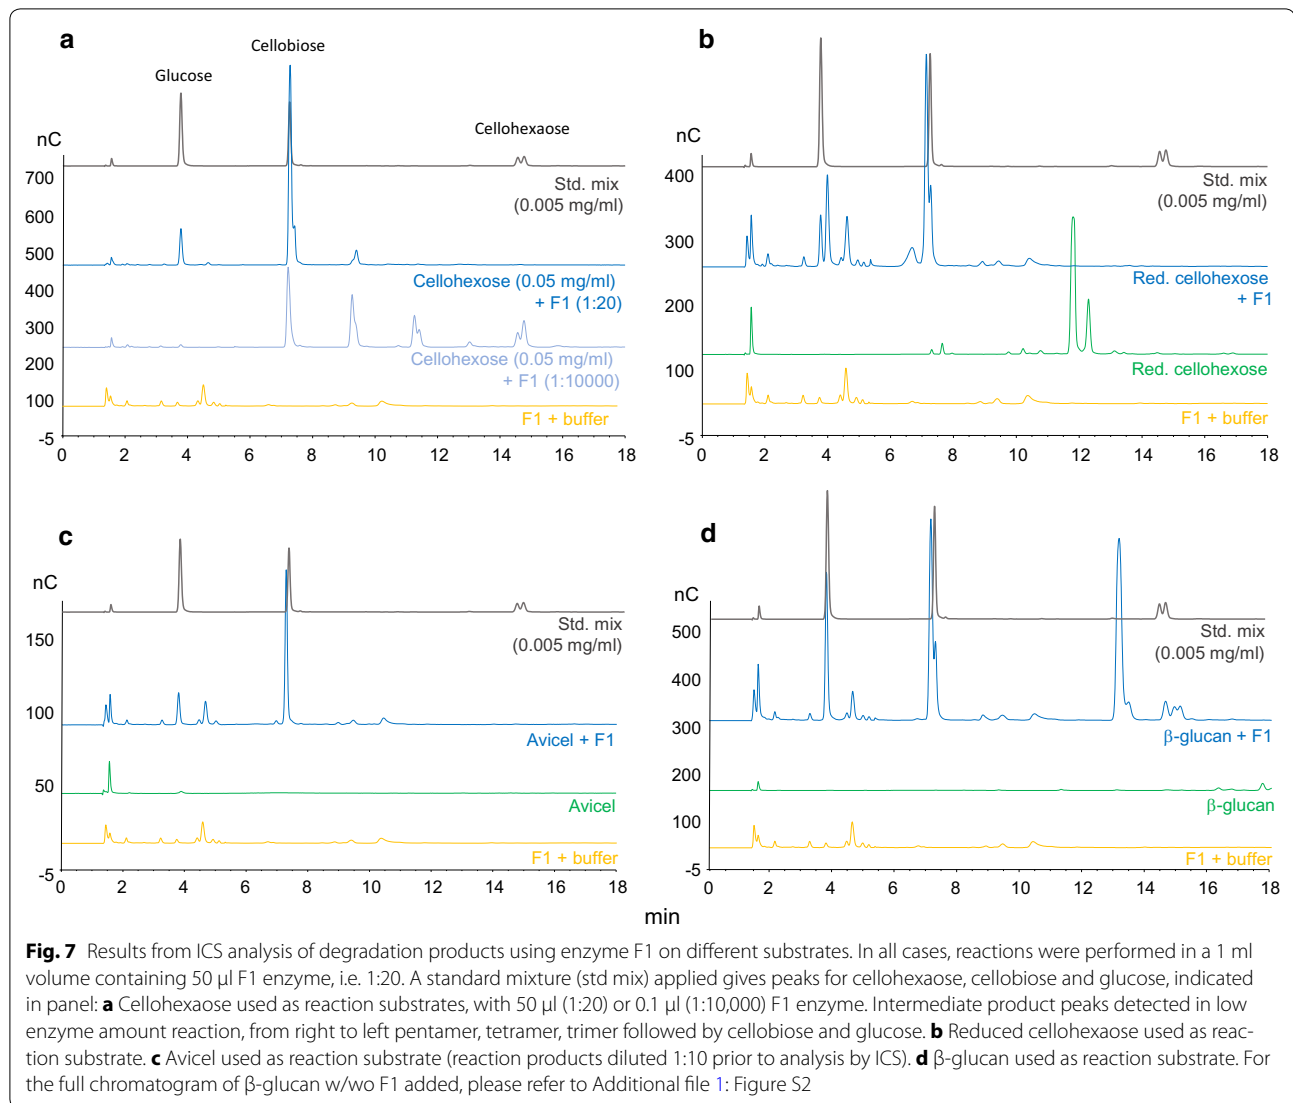 a
Cellobiose
Glucose
Cellohexaose
nC
700
600
500
400
300
200
100
-5
Std. mix
(0.005 mg/ml)
Cellohexose (0.05 mg/ml)
+ F1 (1:20)
Cellohexose (0.05 mg/ml)
+ F1 (1:10000)
F1 + buffer
0 2 4 6 8 10 12 14 16 18
b
nC
400
300
200
100
-5
Std. mix
(0.005 mg/ml)
Red. cellohexose
+ F1
Red. cellohexose
F1 + buffer
0 2 4 6 8 10 12 14 16 18
c
nC
150
100
50
-5
Std. mix
(0.005 mg/ml)
Avicel + F1
Avicel
F1 + buffer
0 2 4 6 8 10 12 14 16 18
d
nC
500
400
300
200
100
-5
Std. mix
(0.005 mg/ml)
β-glucan + F1
β-glucan
F1 + buffer
0 2 4 6 8 10 12 14 16 18
min
Fig. 7 Results from ICS analysis of degradation products using enzyme F1 on different substrates. In all cases, reactions were performed in a 1 ml
volume containing 50 µl F1 enzyme, i.e. 1:20. A standard mixture (std mix) applied gives peaks for cellohexaose, cellobiose and glucose, indicated
in panel: a Cellohexaose used as reaction substrates, with 50 µl (1:20) or 0.1 µl (1:10,000) F1 enzyme. Intermediate product peaks detected in low
enzyme amount reaction, from right to left pentamer, tetramer, trimer followed by cellobiose and glucose. b Reduced cellohexaose used as reac-
tion substrate. c Avicel used as reaction substrate (reaction products diluted 1:10 prior to analysis by ICS). d β-glucan used as reaction substrate. For
the full chromatogram of β-glucan w/wo F1 added, please refer to Additional file 1: Figure S2